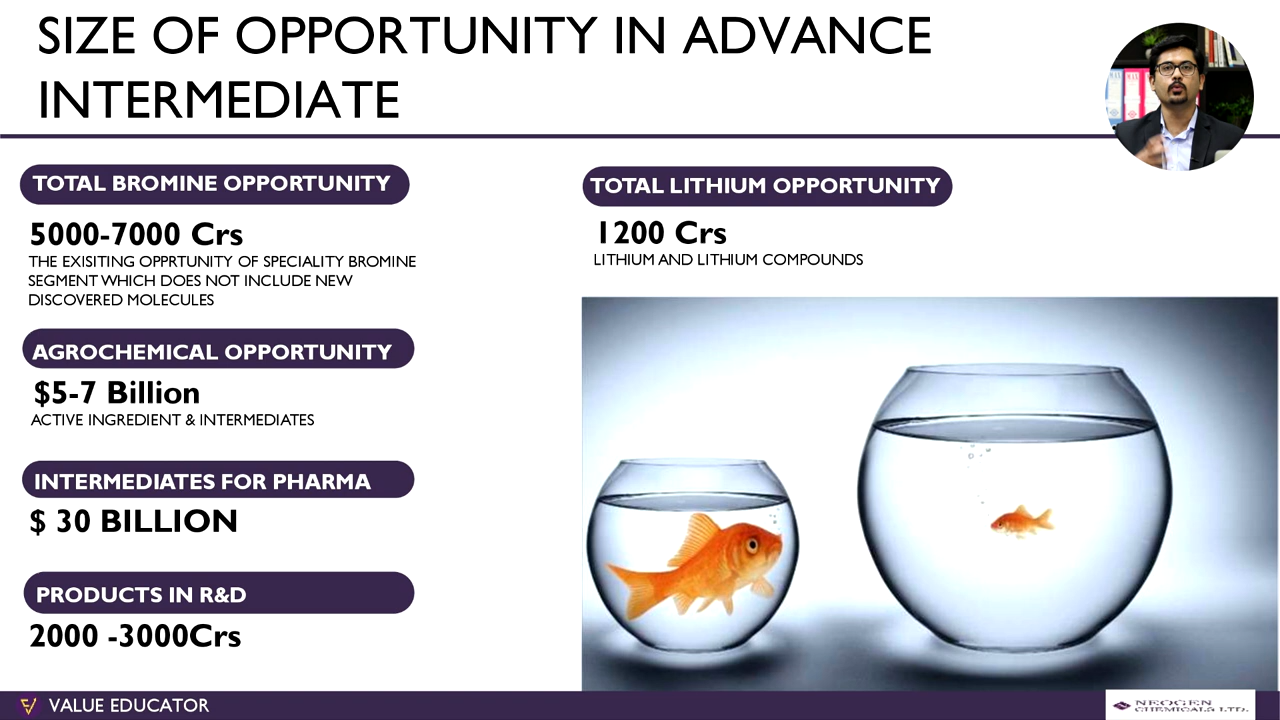 SIZE OF OPPORTUNITY IN ADVANCE
INTERMEDIATE
TOTAL BROMINE OPPORTUNITY
5000-7000 Crs
THE EXISITING OPPRTUNITY OF SPECIALITY BROMINE
SEGMENT WHICH DOES NOT INCLUDE NEW
DISCOVERED MOLECULES
AGROCHEMICAL OPPORTUNITY
$5-7 Billion
ACTIVE INGREDIENT & INTERMEDIATES
INTERMEDIATES FOR PHARMA
$ 30 BILLION
PRODUCTS IN R&D
2000 -3000Crs
TOTAL LITHIUM OPPORTUNITY
1200 Crs
LITHIUM AND LITHIUM COMPOUNDS
VALUE EDUCATOR
NEOGEN
CHEMICALS LTD.